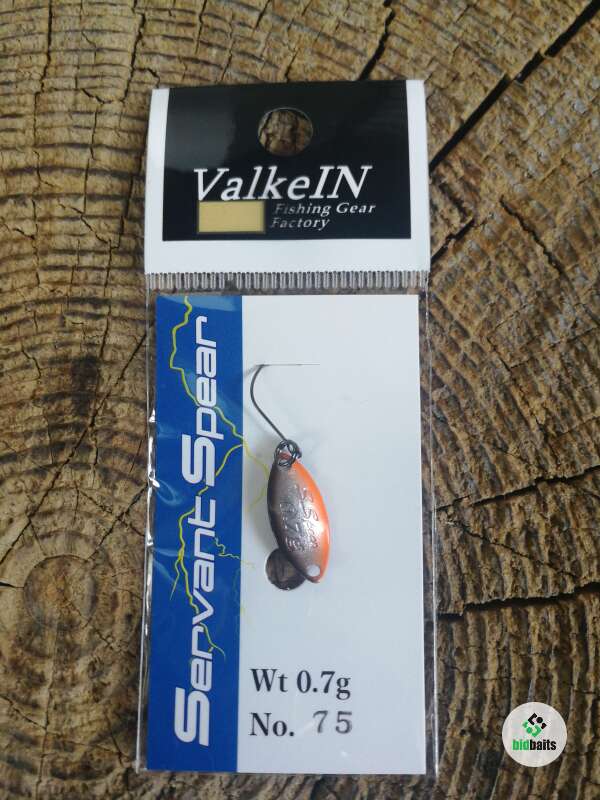 ValkeIN
Fishing Gear
Factory
Servant Spear
Wt 0.7g
No. 75
bidbaits